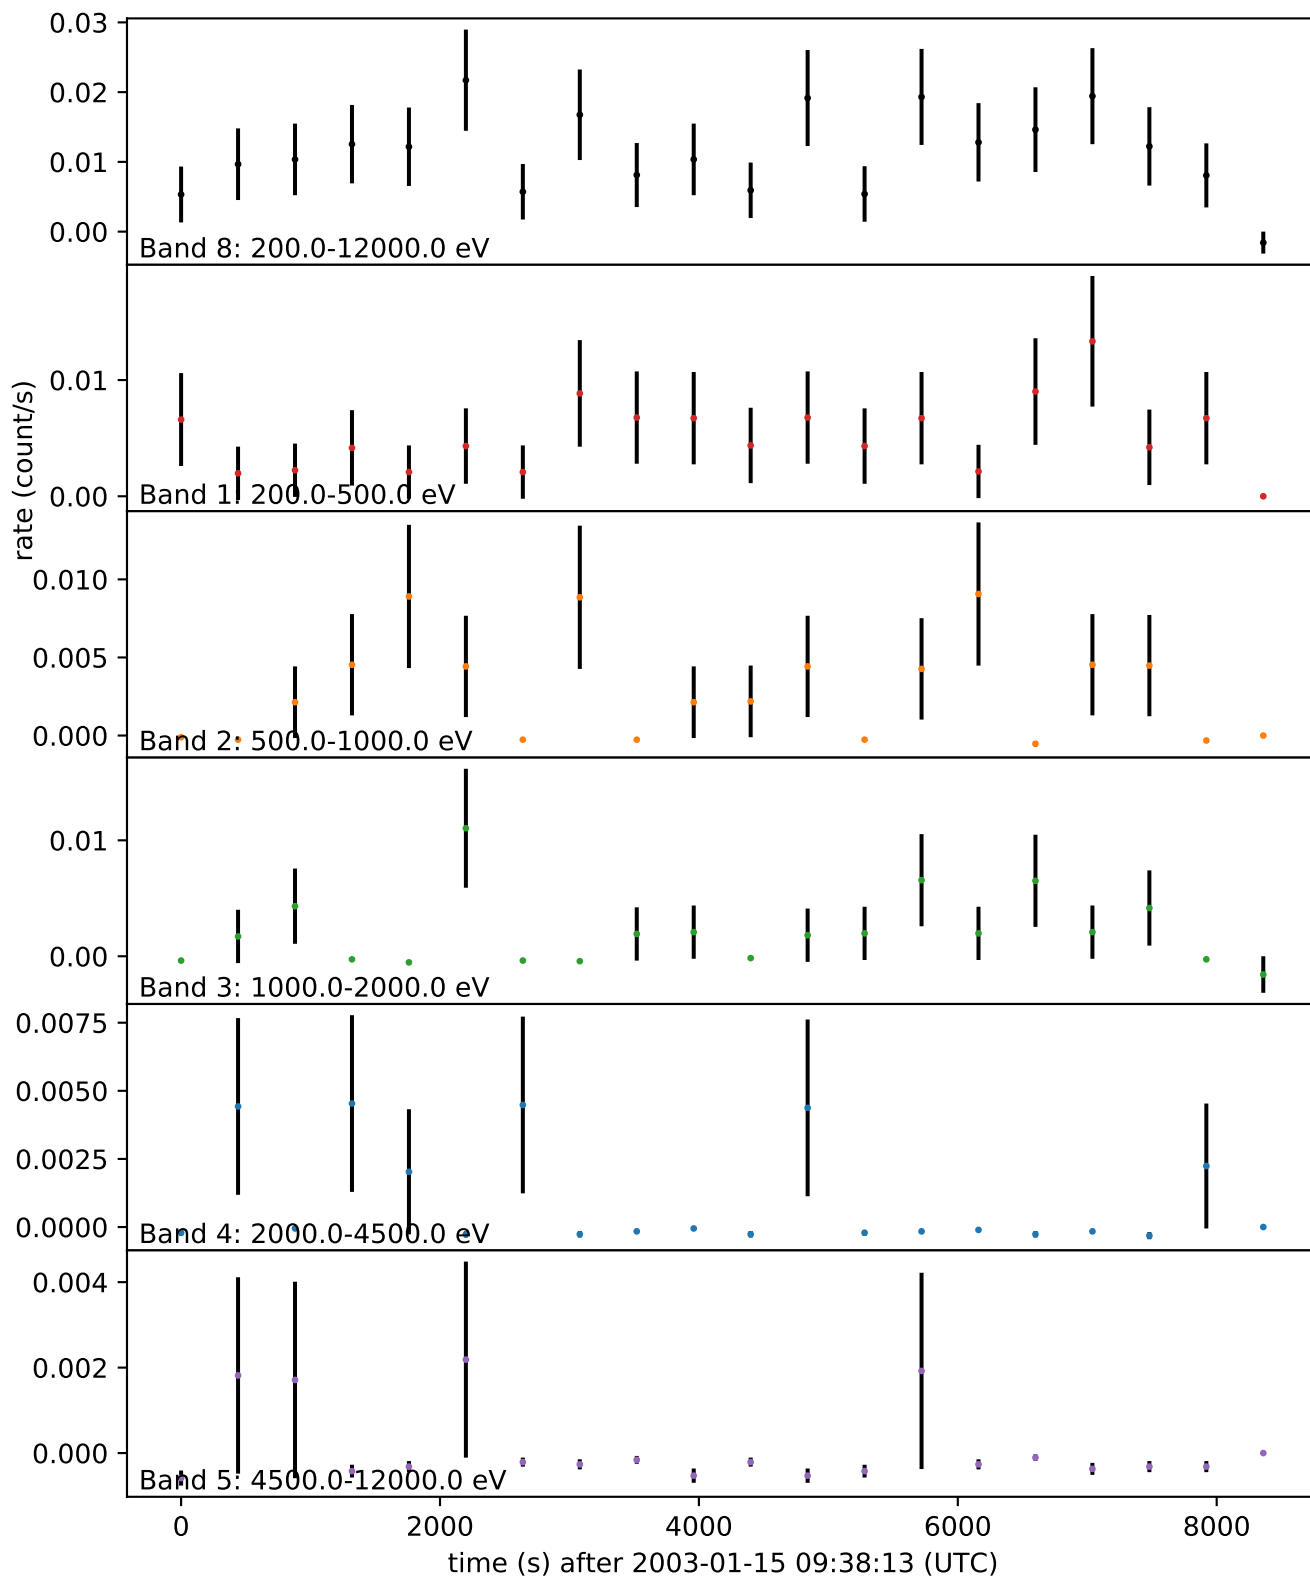 0.03
0.02
0.01
0.00
Band 8: 200.0-12000.0 eV
rate (count/s)
0.01
0.00
Band 1: 200.0-500.0 eV
0.010
0.005
0.000
Band 2: 500.0-1000.0 eV
0.01
0.00
Band 3: 1000.0-2000.0 eV
0.0075
0.0050
0.0025
0.0000
Band 4: 2000.0-4500.0 eV
0.004
0.002
0.000
Band 5: 4500.0-12000.0 eV
0 2000 4000 6000 8000
time (s) after 2003-01-15 09:38:13 (UTC)